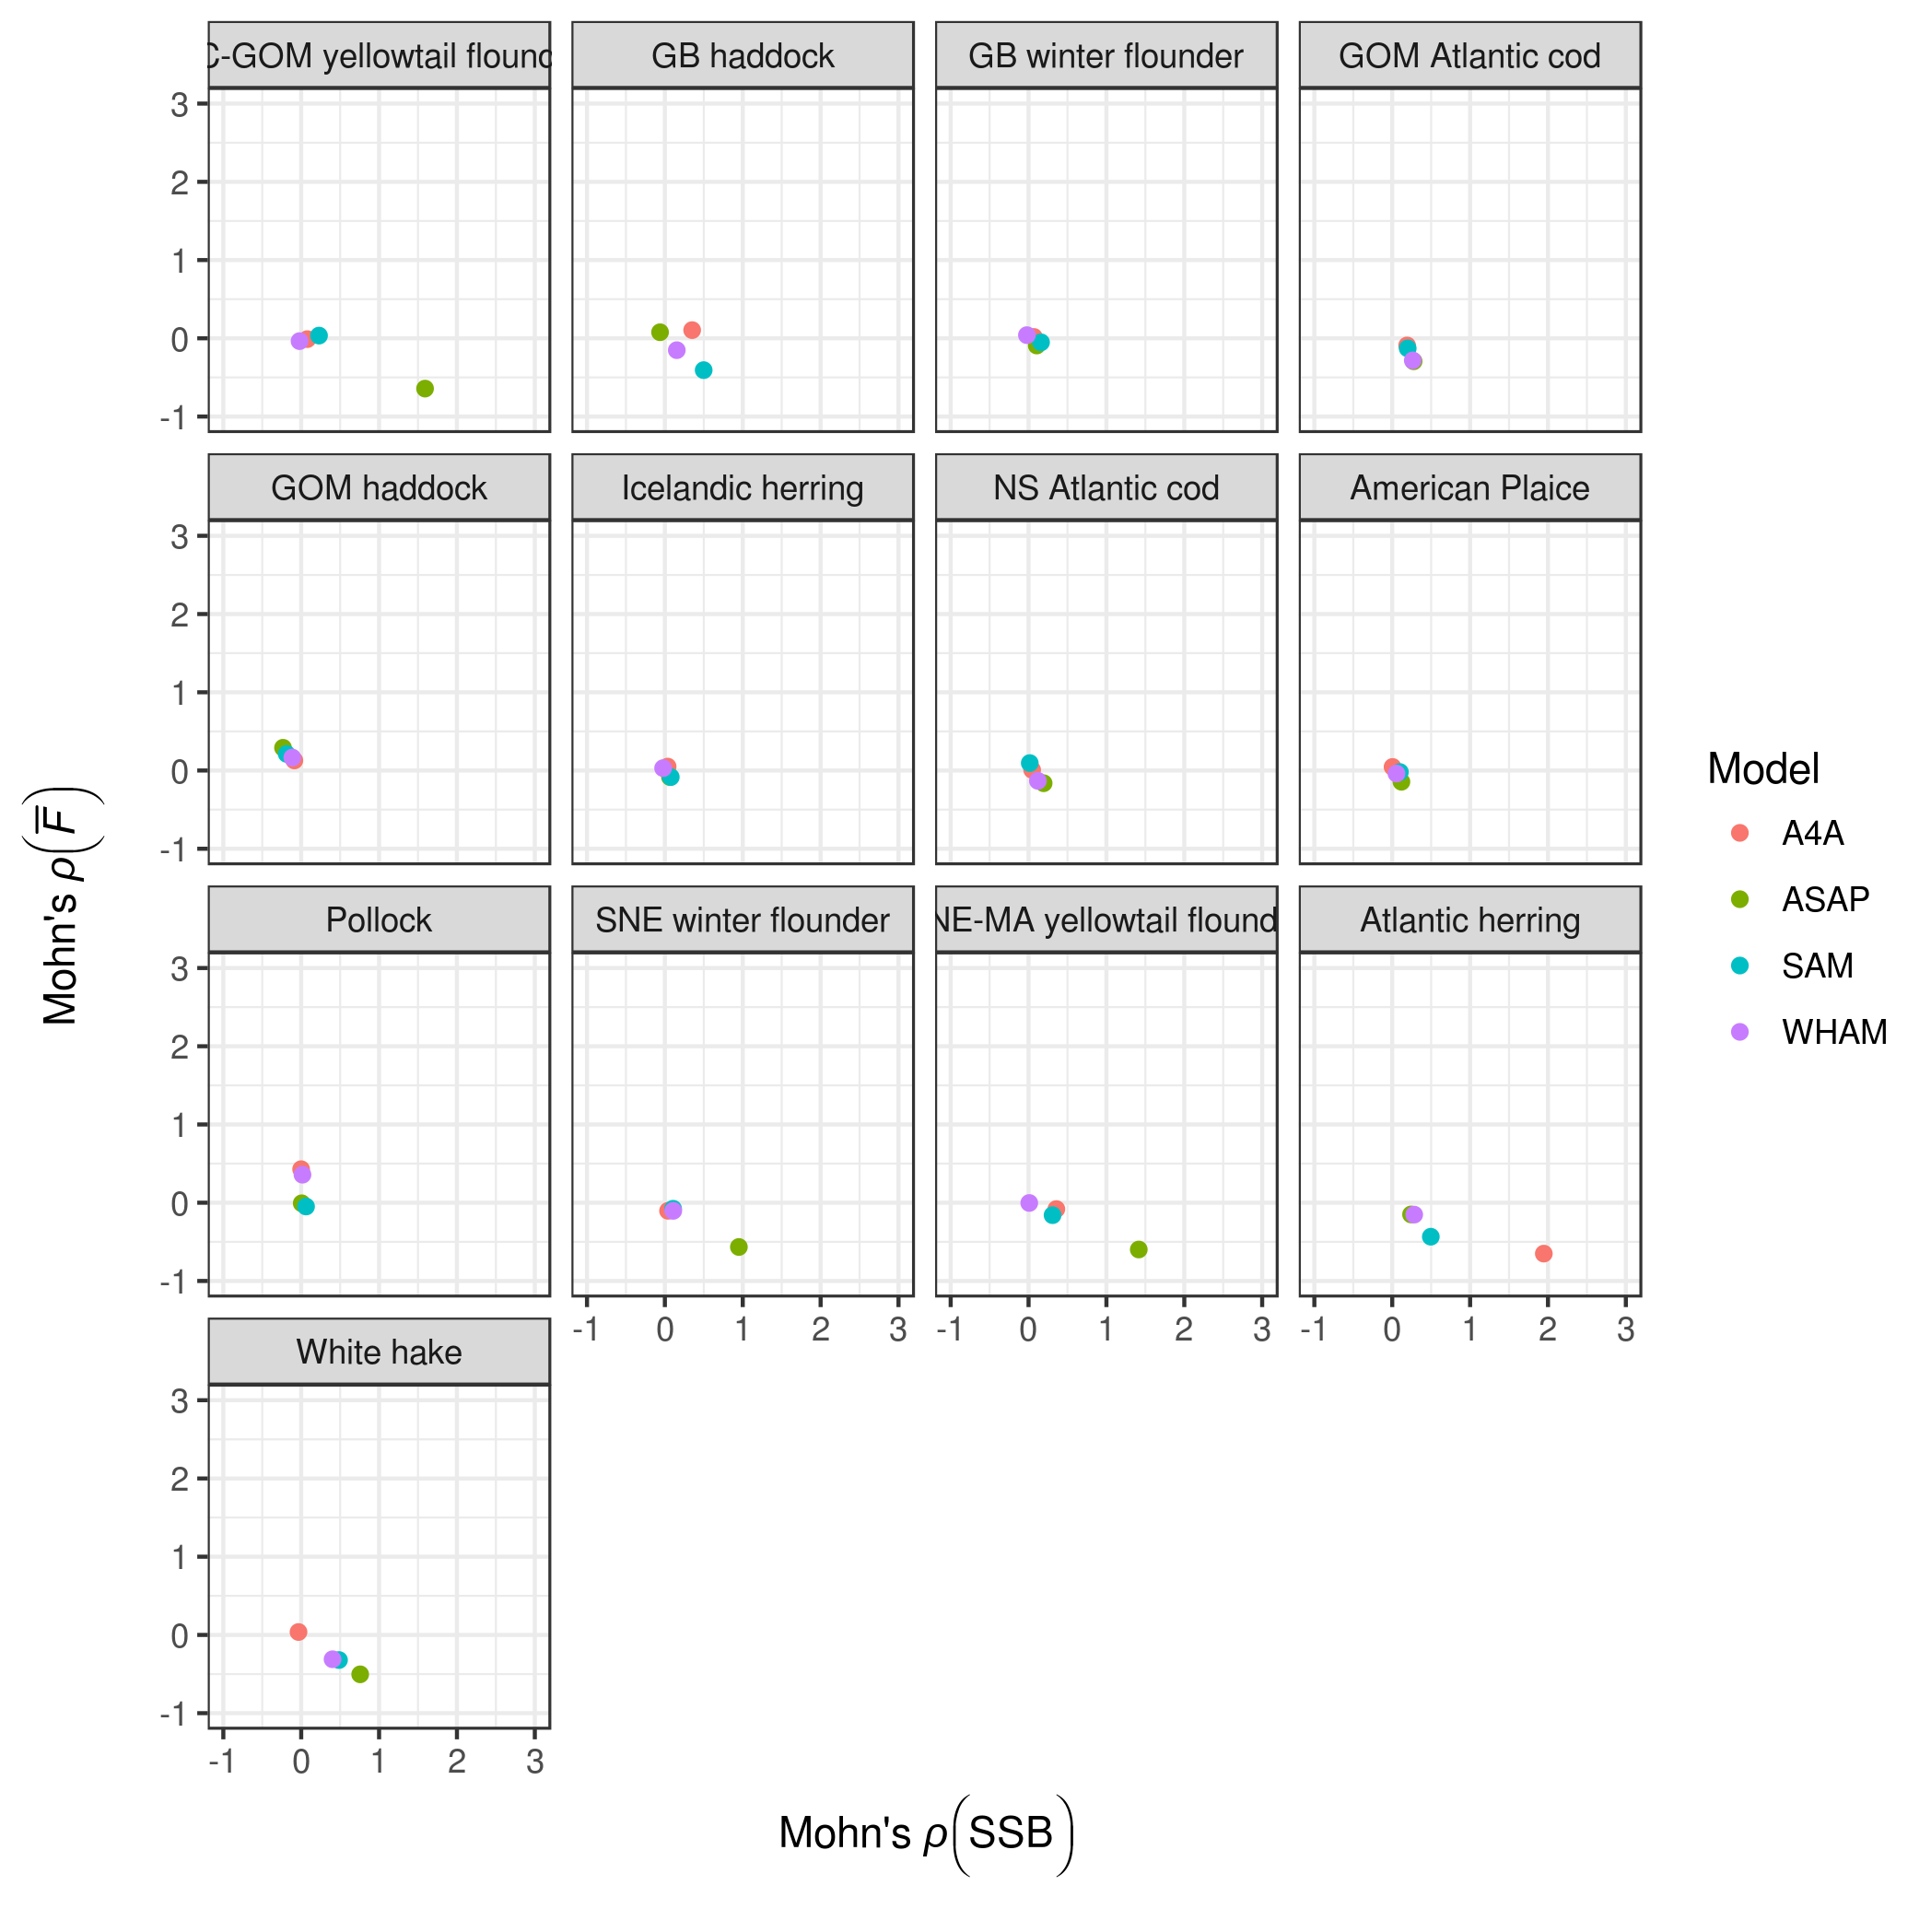 C-GOM yellowtail flound
GB haddock
GB winter flounder
GOM Atlantic cod
3
2
1
0
-1
GOM haddock
Icelandic herring
NS Atlantic cod
American Plaice
3
2
1
0
-1
Pollock
SNE winter flounder
NE-MA yellowtail flound
Atlantic herring
3
2
1
0
-1
-1 0 1 2 3
-1 0 1 2 3
-1 0 1 2 3
White hake
3
2
1
0
-1
-1 0 1 2 3
Mohn's ρ(SSB)
Mohn's ρ(F̅)
Model
A4A
ASAP
SAM
WHAM